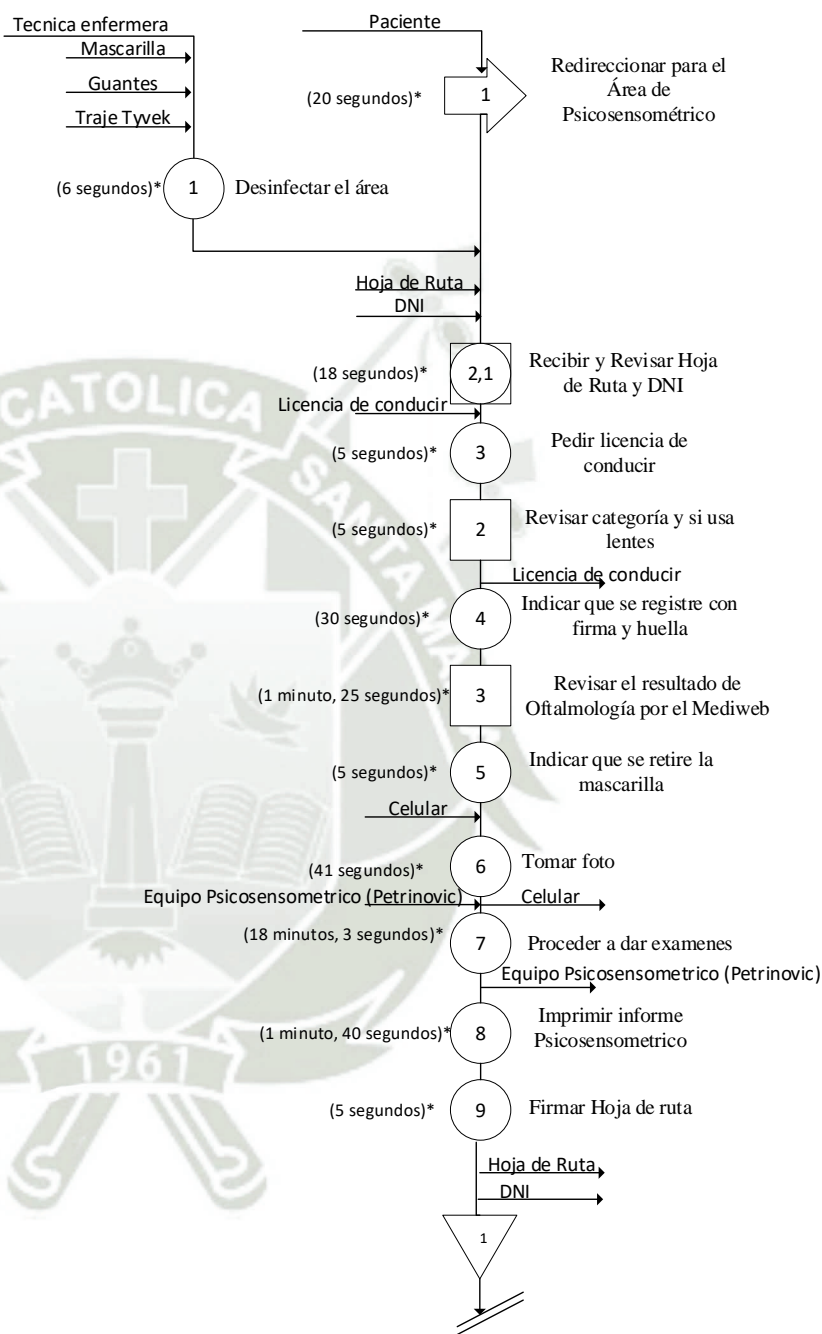 Tecnica enfermera
Mascarilla
Guantes
Traje Tyvek
Paciente
(20 segundos)*
1
Redireccionar para el
Área de
Psicosensométrico
(6 segundos)*
1
Desinfectar el área
Hoja de Ruta
DNI
(18 segundos)*
2,1
Recibir y Revisar Hoja
de Ruta y DNI
Licencia de conducir
(5 segundos)*
3
Pedir licencia de
conducir
(5 segundos)*
2
Revisar categoría y si usa
lentes
Licencia de conducir
(30 segundos)*
4
Indicar que se registre con
firma y huella
(1 minuto, 25 segundos)*
3
Revisar el resultado de
Oftalmología por el Mediweb
(5 segundos)*
5
Indicar que se retire la
mascarilla
Celular
(41 segundos)*
6
Tomar foto
Equipo Psicosensometrico (Petrinovic)
Celular
(18 minutos, 3 segundos)*
7
Proceder a dar examenes
Equipo Psicosensometrico (Petrinovic)
(1 minuto, 40 segundos)*
8
Imprimir informe
Psicosensometrico
(5 segundos)*
9
Firmar Hoja de ruta
Hoja de Ruta
DNI
1
CATOLICA
SANTA MA
1961